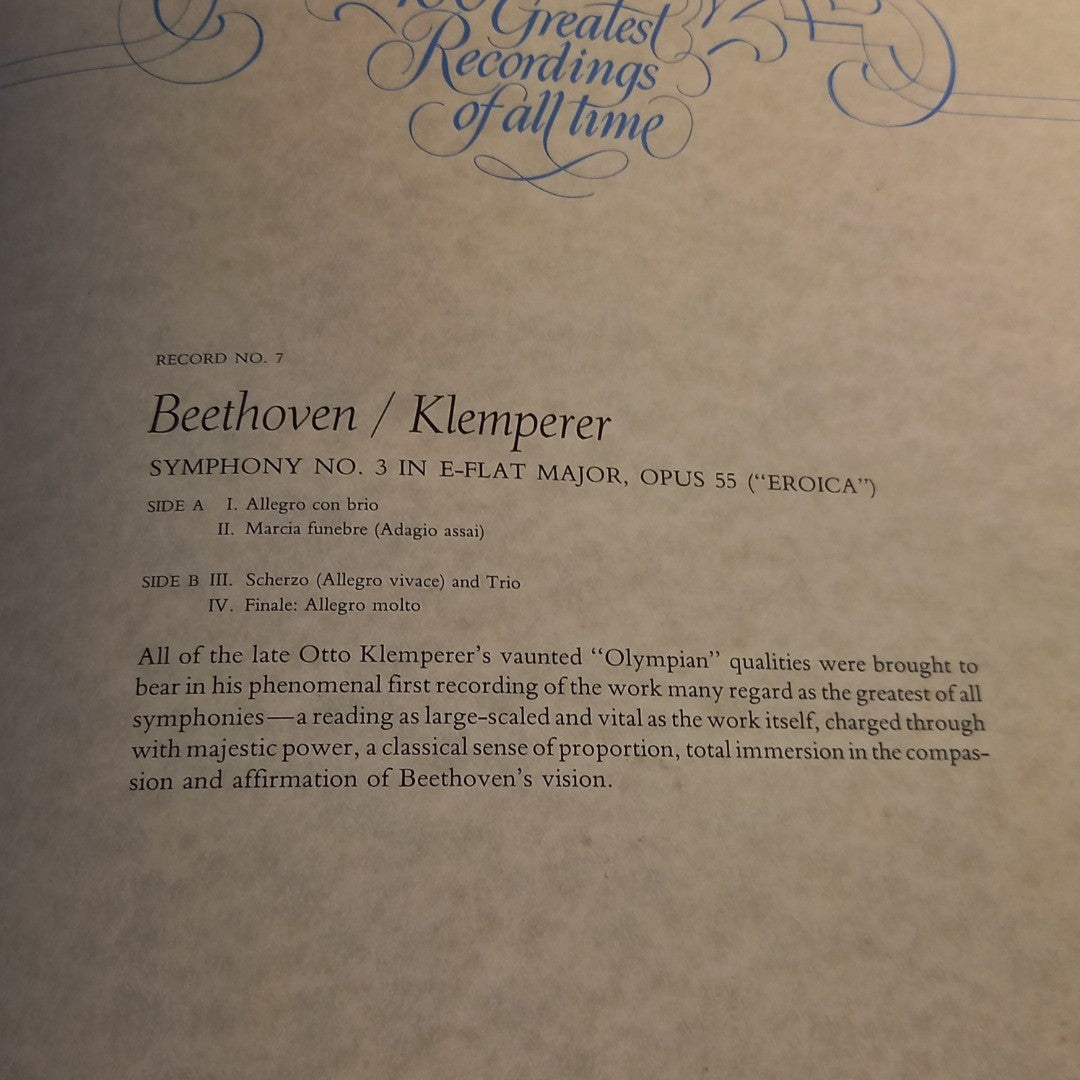 Greatest
Recordings
of all time
RECORD NO. 7
Beethoven / Klemperer
SYMPHONY NO. 3 IN E-FLAT MAJOR, OPUS 55 (“EROICA”)
SIDE A I. Allegro con brio
II. Marcia funebre (Adagio assai)
SIDE B III. Scherzo (Allegro vivace) and Trio
IV. Finale: Allegro molto
All of the late Otto Klemperer’s vaunted “Olympian” qualities were brought to
bear in his phenomenal first recording of the work many regard as the greatest of all
symphonies—a reading as large-scaled and vital as the work itself, charged through
with majestic power, a classical sense of proportion, total immersion in the compas-
sion and affirmation of Beethoven’s vision.